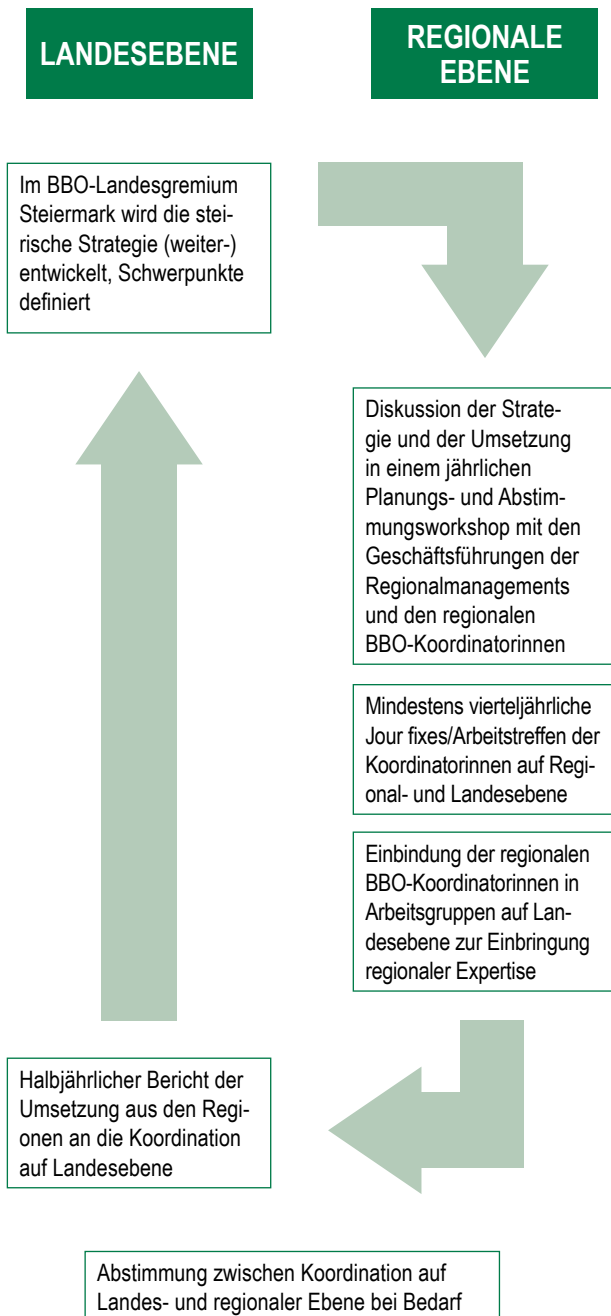 LANDESEBENE
REGIONALE
EBENE
Im BBO-Landesgremium
Steiermark wird die stei-
rische Strategie (weiter-)
entwickelt, Schwerpunkte
definiert
Diskussion der Strate-
gie und der Umsetzung
in einem jährlichen
Planungs- und Abstim-
mungsworkshop mit den
Geschäftsführungen der
Regionalmanagements
und den regionalen
BBO-Koordinatorinnen
Mindestens vierteljährliche
Jour fixes/Arbeitstreffen der
Koordinatorinnen auf Regi-
onal- und Landesebene
Einbindung der regionalen
BBO-Koordinatorinnen in
Arbeitsgruppen auf Lan-
desebene zur Einbringung
regionaler Expertise
Halbjährlicher Bericht der
Umsetzung aus den Regi-
onen an die Koordination
auf Landesebene
Abstimmung zwischen Koordination auf
Landes- und regionaler Ebene bei Bedarf